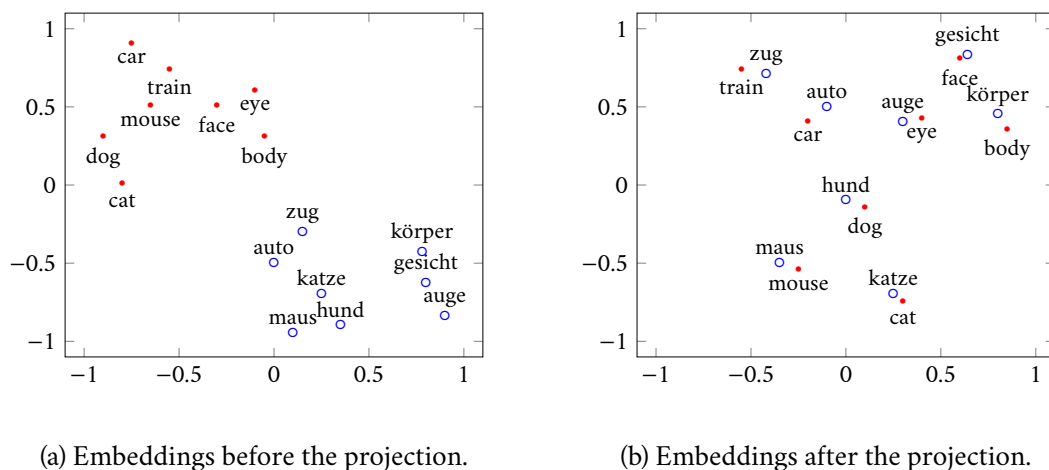 1
0.5
0
−0.5
−1
−1
−0.5
0
0.5
1
car
train
mouse
face
eye
dog
body
cat
zug
auto
körper
gesicht
katze
auge
maus
hund
(a) Embeddings before the projection.
1
0.5
0
−0.5
−1
−1
−0.5
0
0.5
1
gesicht
zug
train
face
auto
körper
car
auge
eye
body
hund
dog
maus
mouse
katze
cat
(b) Embeddings after the projection.